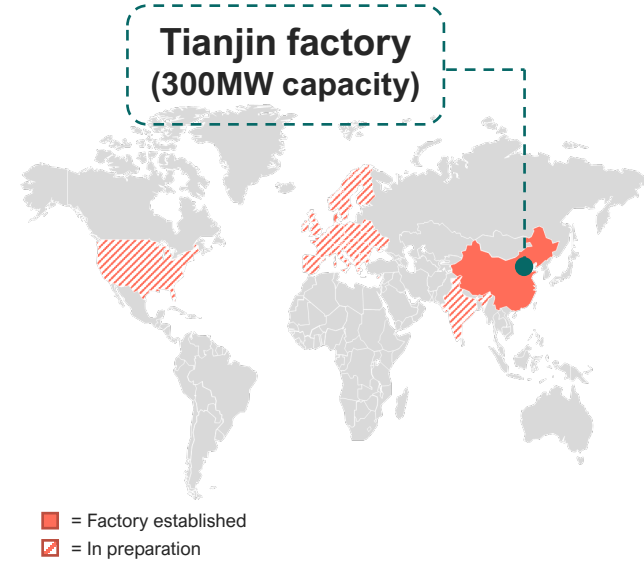 Tianjin factory
(300MW capacity)
= Factory established
= In preparation